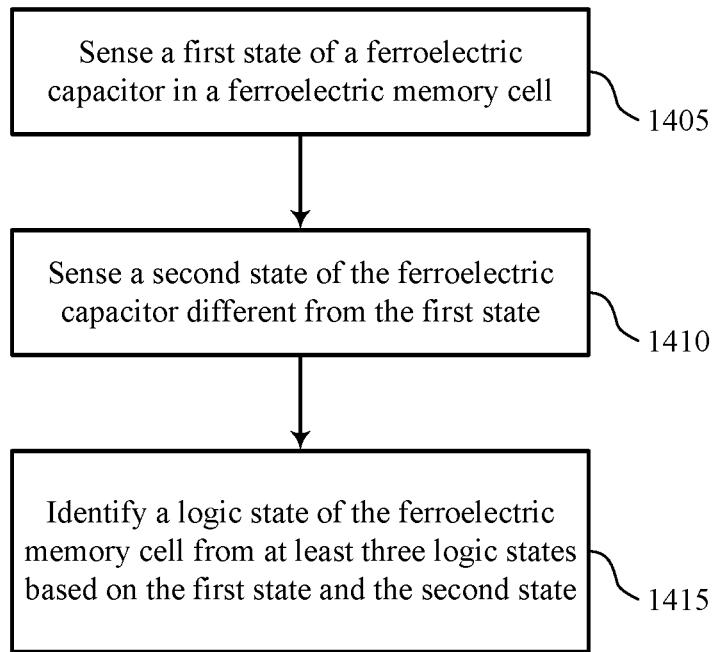 Sense a first state of a ferroelectric
capacitor in a ferroelectric memory cell
1405
Sense a second state of the ferroelectric
capacitor different from the first state
1410
Identify a logic state of the ferroelectric
memory cell from at least three logic states
based on the first state and the second state
1415